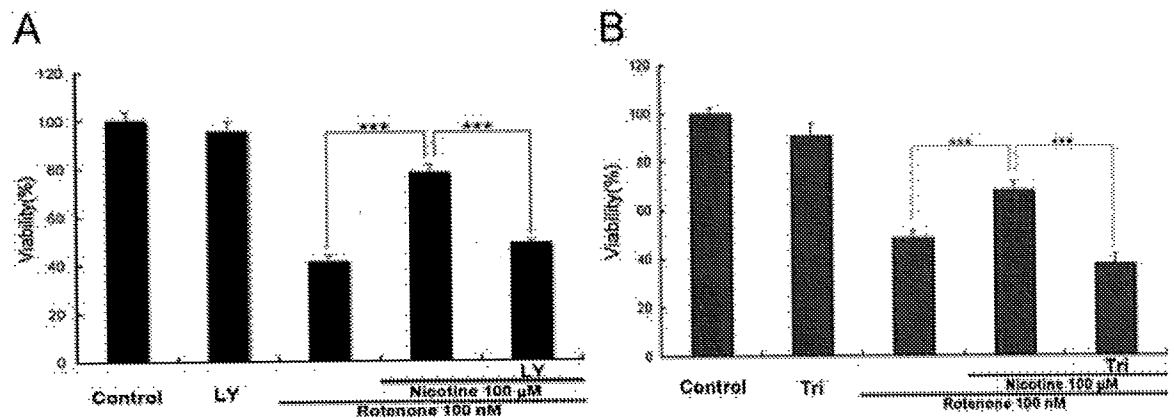 A
B
Viability(%)
120
100
80
60
40
20
0
***
***
Control
LY
LY
Nicotine 100 µM
Rotenone 100 nM
Viability(%)
120
100
80
60
40
20
0
***
***
Control
Tri
Tri
Nicotine 100 µM
Rotenone 100 nM